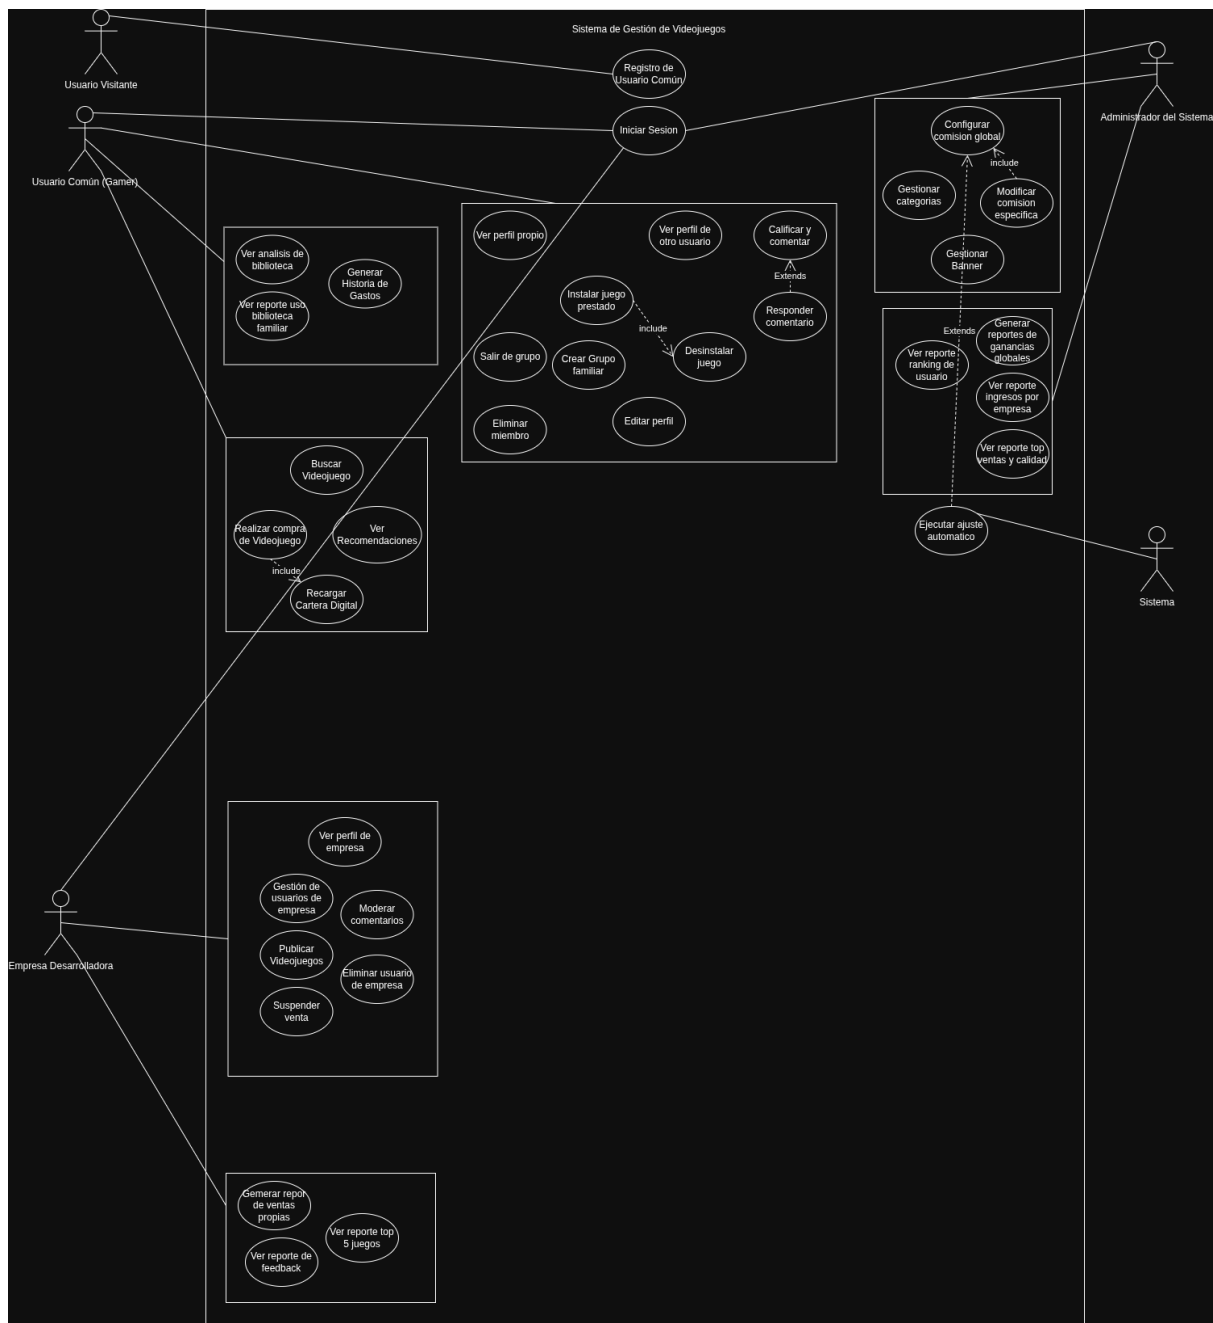 Sistema de Gestión de Videojuegos
Usuario Visitante
Registro de
Usuario Común
Administrador del Sistema
Iniciar Sesion
Usuario Común (Gamer)
Configurar
comision global
include
Gestionar
categorias
Modificar
comision
especifica
Gestionar
Banner
Ver perfil propio
Ver perfil de
otro usuario
Calificar y
comentar
Extends
Instalar juego
prestado
Responder
comentario
include
Desinstalar
juego
Salir de grupo
Crear Grupo
familiar
Eliminar
miembro
Editar perfil
Ver analisis de
biblioteca
Generar
Historia de
Gastos
Ver reporte uso
biblioteca
familiar
Extends
Generar
reportes de
ganancias
globales
Ver reporte
ranking de
usuario
Ver reporte
ingresos por
empresa
Ver reporte top
ventas y calidad
Buscar
Videojuego
Realizar compra
de Videojuego
Ver
Recomendaciones
include
Recargar
Cartera Digital
Ejecutar ajuste
automatico
Sistema
Ver perfil de
empresa
Gestión de
usuarios de
empresa
Moderar
comentarios
Publicar
Videojuegos
Eliminar usuario
de empresa
Suspender
venta
Empresa Desarrolladora
Gemerar repor
de ventas
propias
Ver reporte top
5 juegos
Ver reporte de
feedback